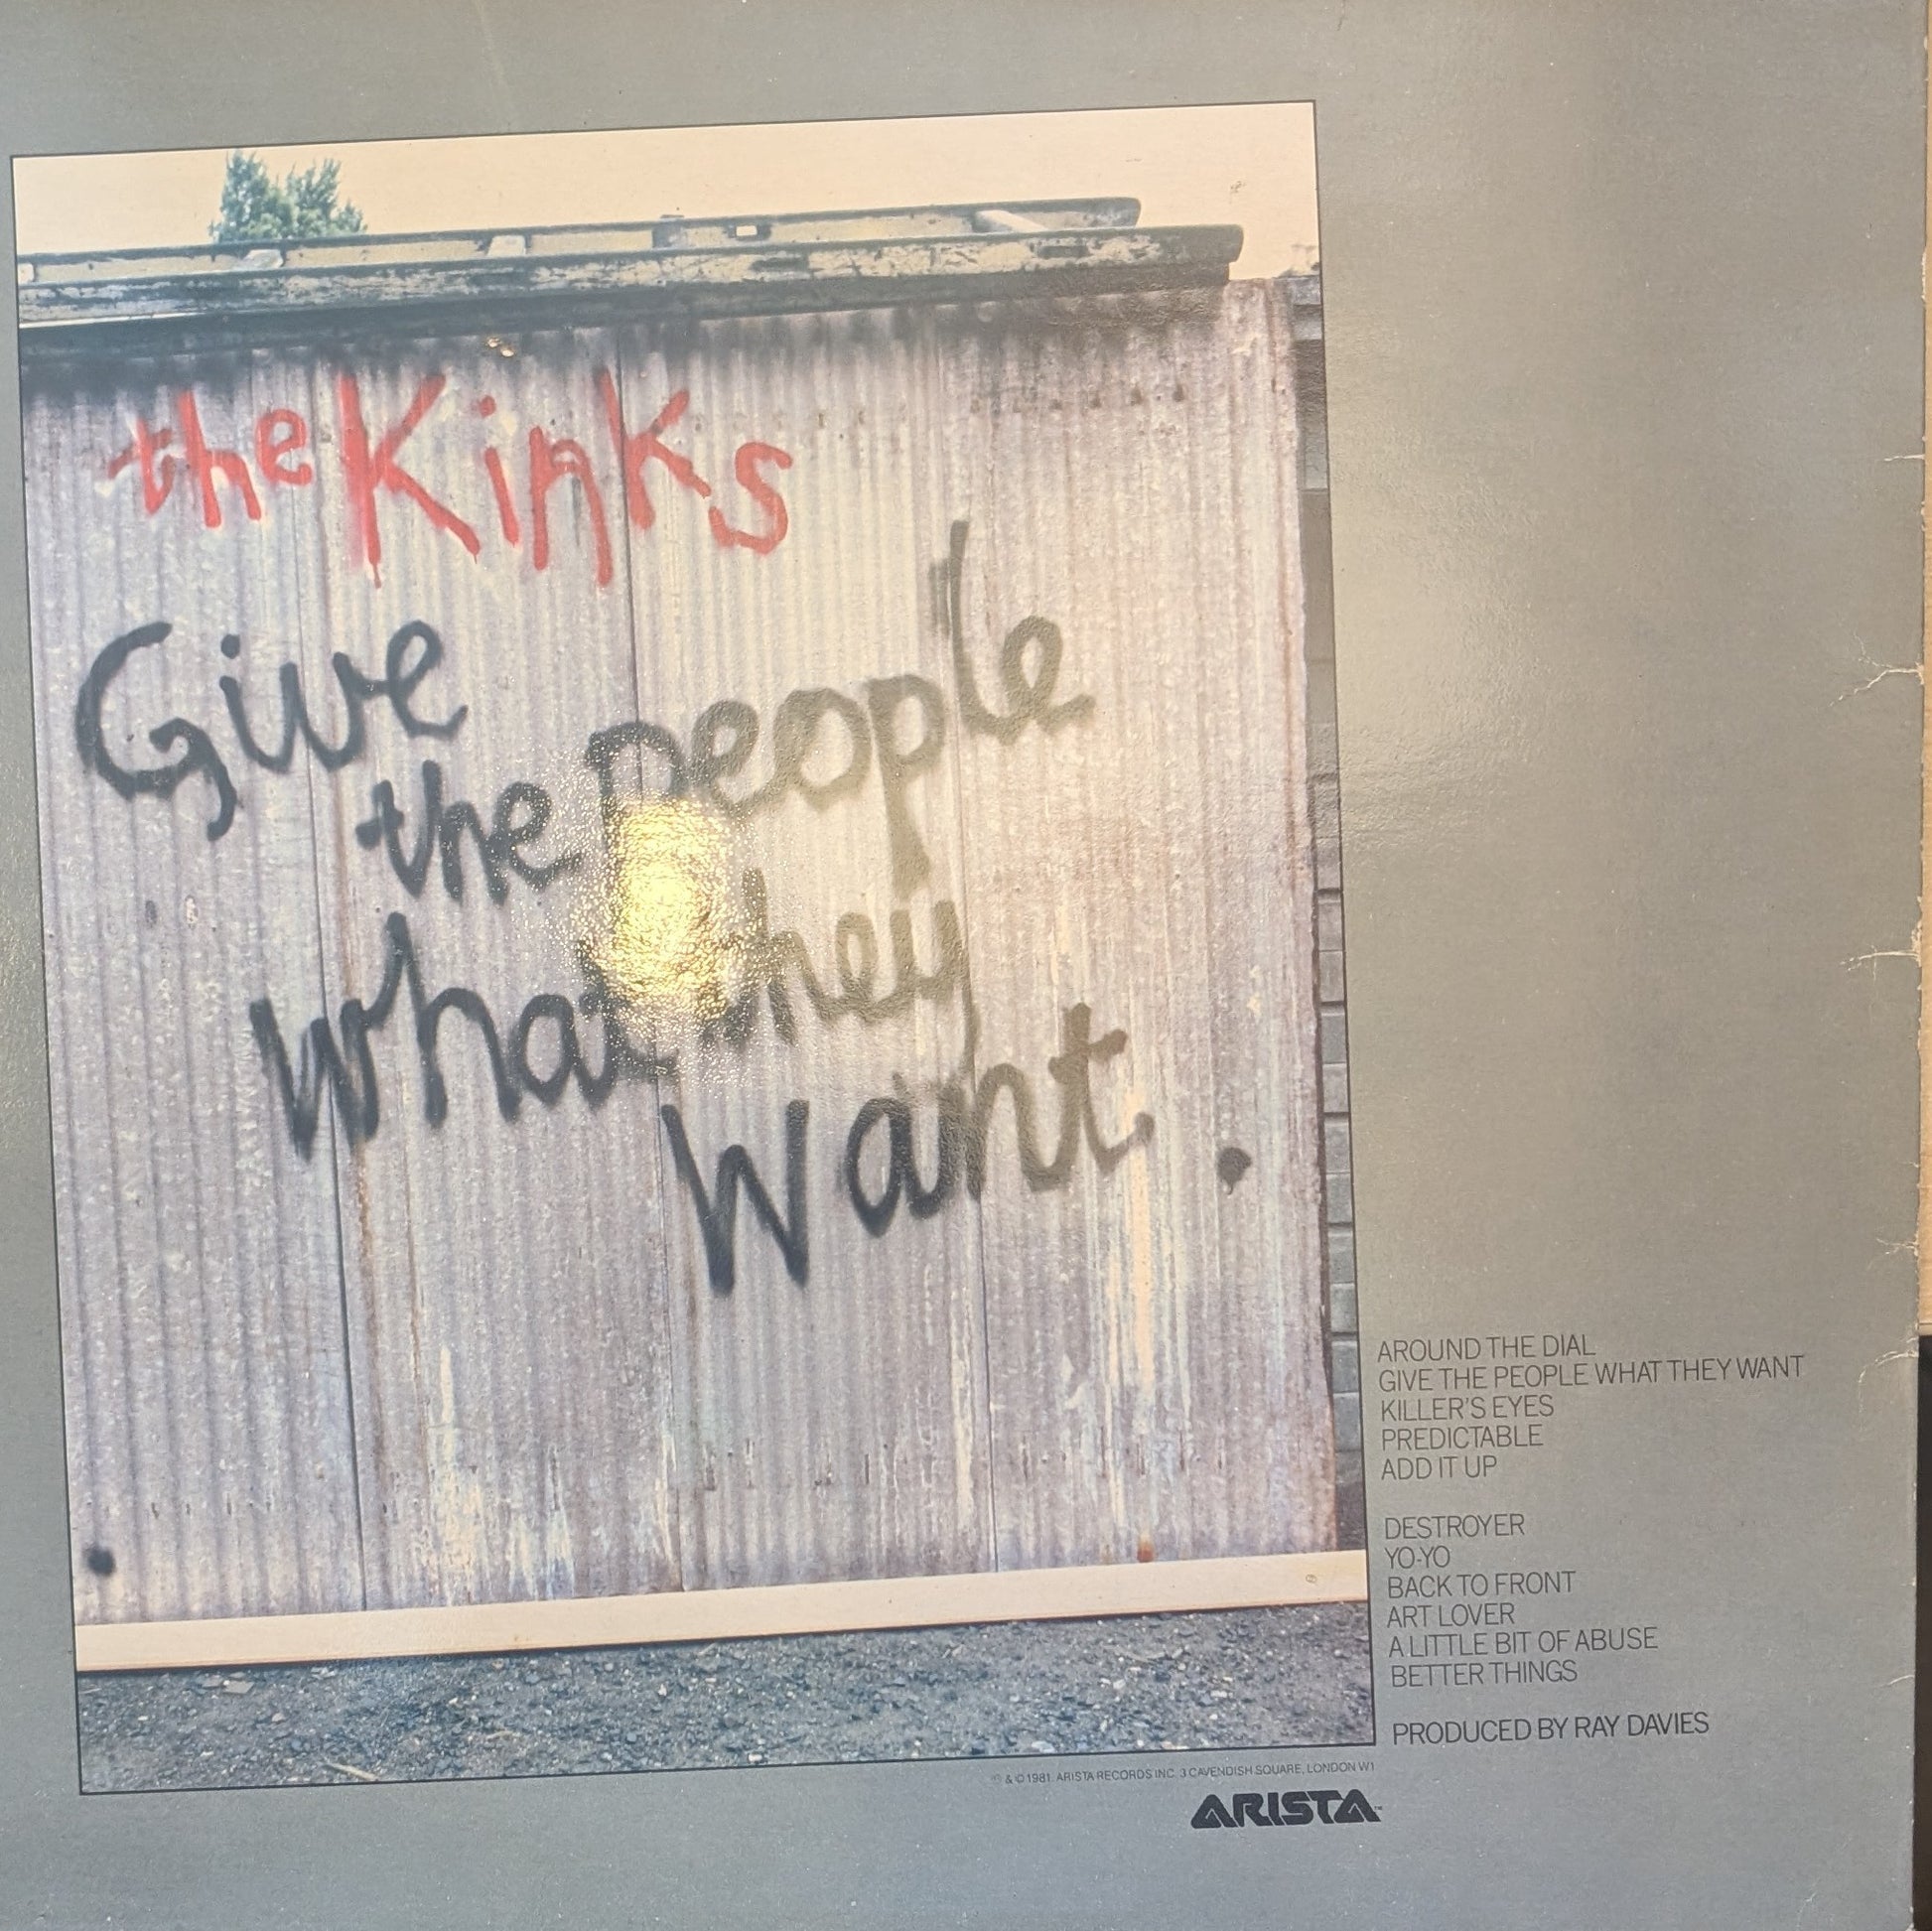 the Kinks
Give
the people
what they
want.
AROUND THE DIAL
GIVE THE PEOPLE WHAT THEY WANT
KILLER'S EYES
PREDICTABLE
ADD IT UP
DESTROYER
YO-YO
BACK TO FRONT
ART LOVER
A LITTLE BIT OF ABUSE
BETTER THINGS
PRODUCED BY RAY DAVIES
℗ & © 1981. ARISTA RECORDS INC. 3 CAVENDISH SQUARE, LONDON W1
ARISTA™